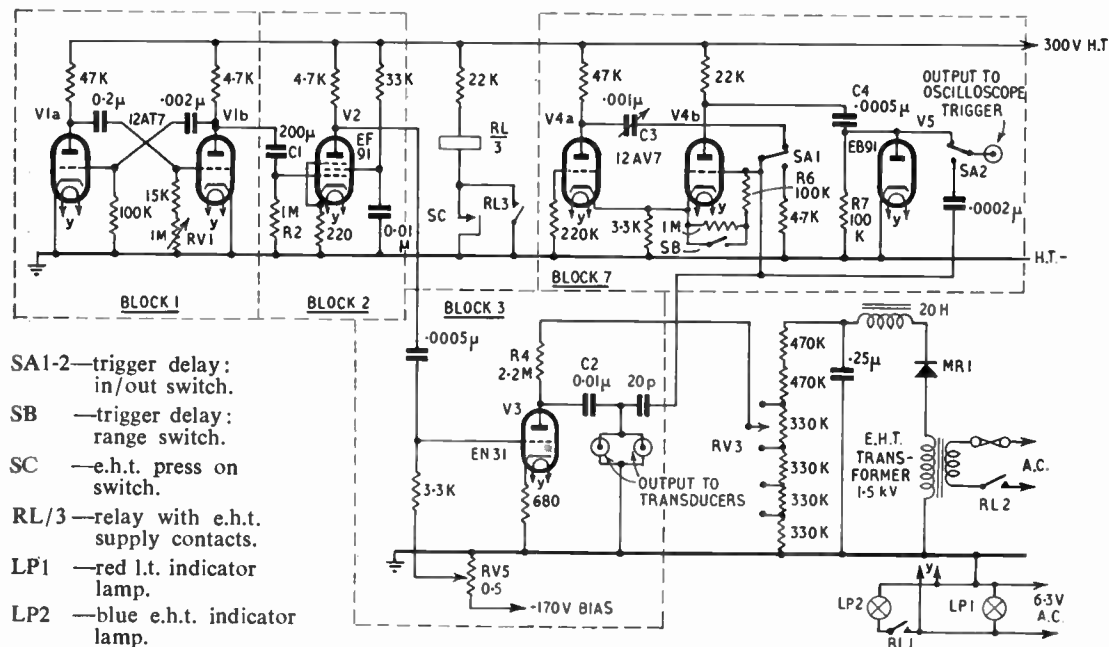 300V H.T.
47K
4·7K
4·7K
33K
22K
47K
22K
OUTPUT TO
OSCILLOSCOPE
TRIGGER
V1a
0·2μ
12AT7
·002μ
V1b
V2
EF
91
RL
3
V4a
·001μ
C3
V4b
12AV7
C4
·0005μ
V5
EB91
SA1
SA2
200μ
C1
R6
100K
15K
100K
1M
RV1
1M
R2
220
0·01
μ
SC
RL3
220K
3·3K
1M
SB
4·7K
R7
100
K
·0002μ
y
y
y
y
y
y
H.T.-
BLOCK 1
BLOCK 2
BLOCK 3
BLOCK 7
SA1-2—trigger delay:
in/out switch.
SB —trigger delay:
range switch.
SC —e.h.t. press on
switch.
RL/3 —relay with e.h.t.
supply contacts.
LP1 —red l.t. indicator
lamp.
LP2 —blue e.h.t. indicator
lamp.
·0005μ
R4
2·2M
C2
0·01μ
20p
V3
EN31
y
3·3K
680
OUTPUT TO
TRANSDUCERS
RV5
0·5
-170V BIAS
20H
470K
·25μ
470K
MR1
330K
RV3
330K
330K
330K
E.H.T.
TRANS-
FORMER
1·5 kV
A.C.
RL2
y
LP2
LP1
RL1
6·3V
A.C.